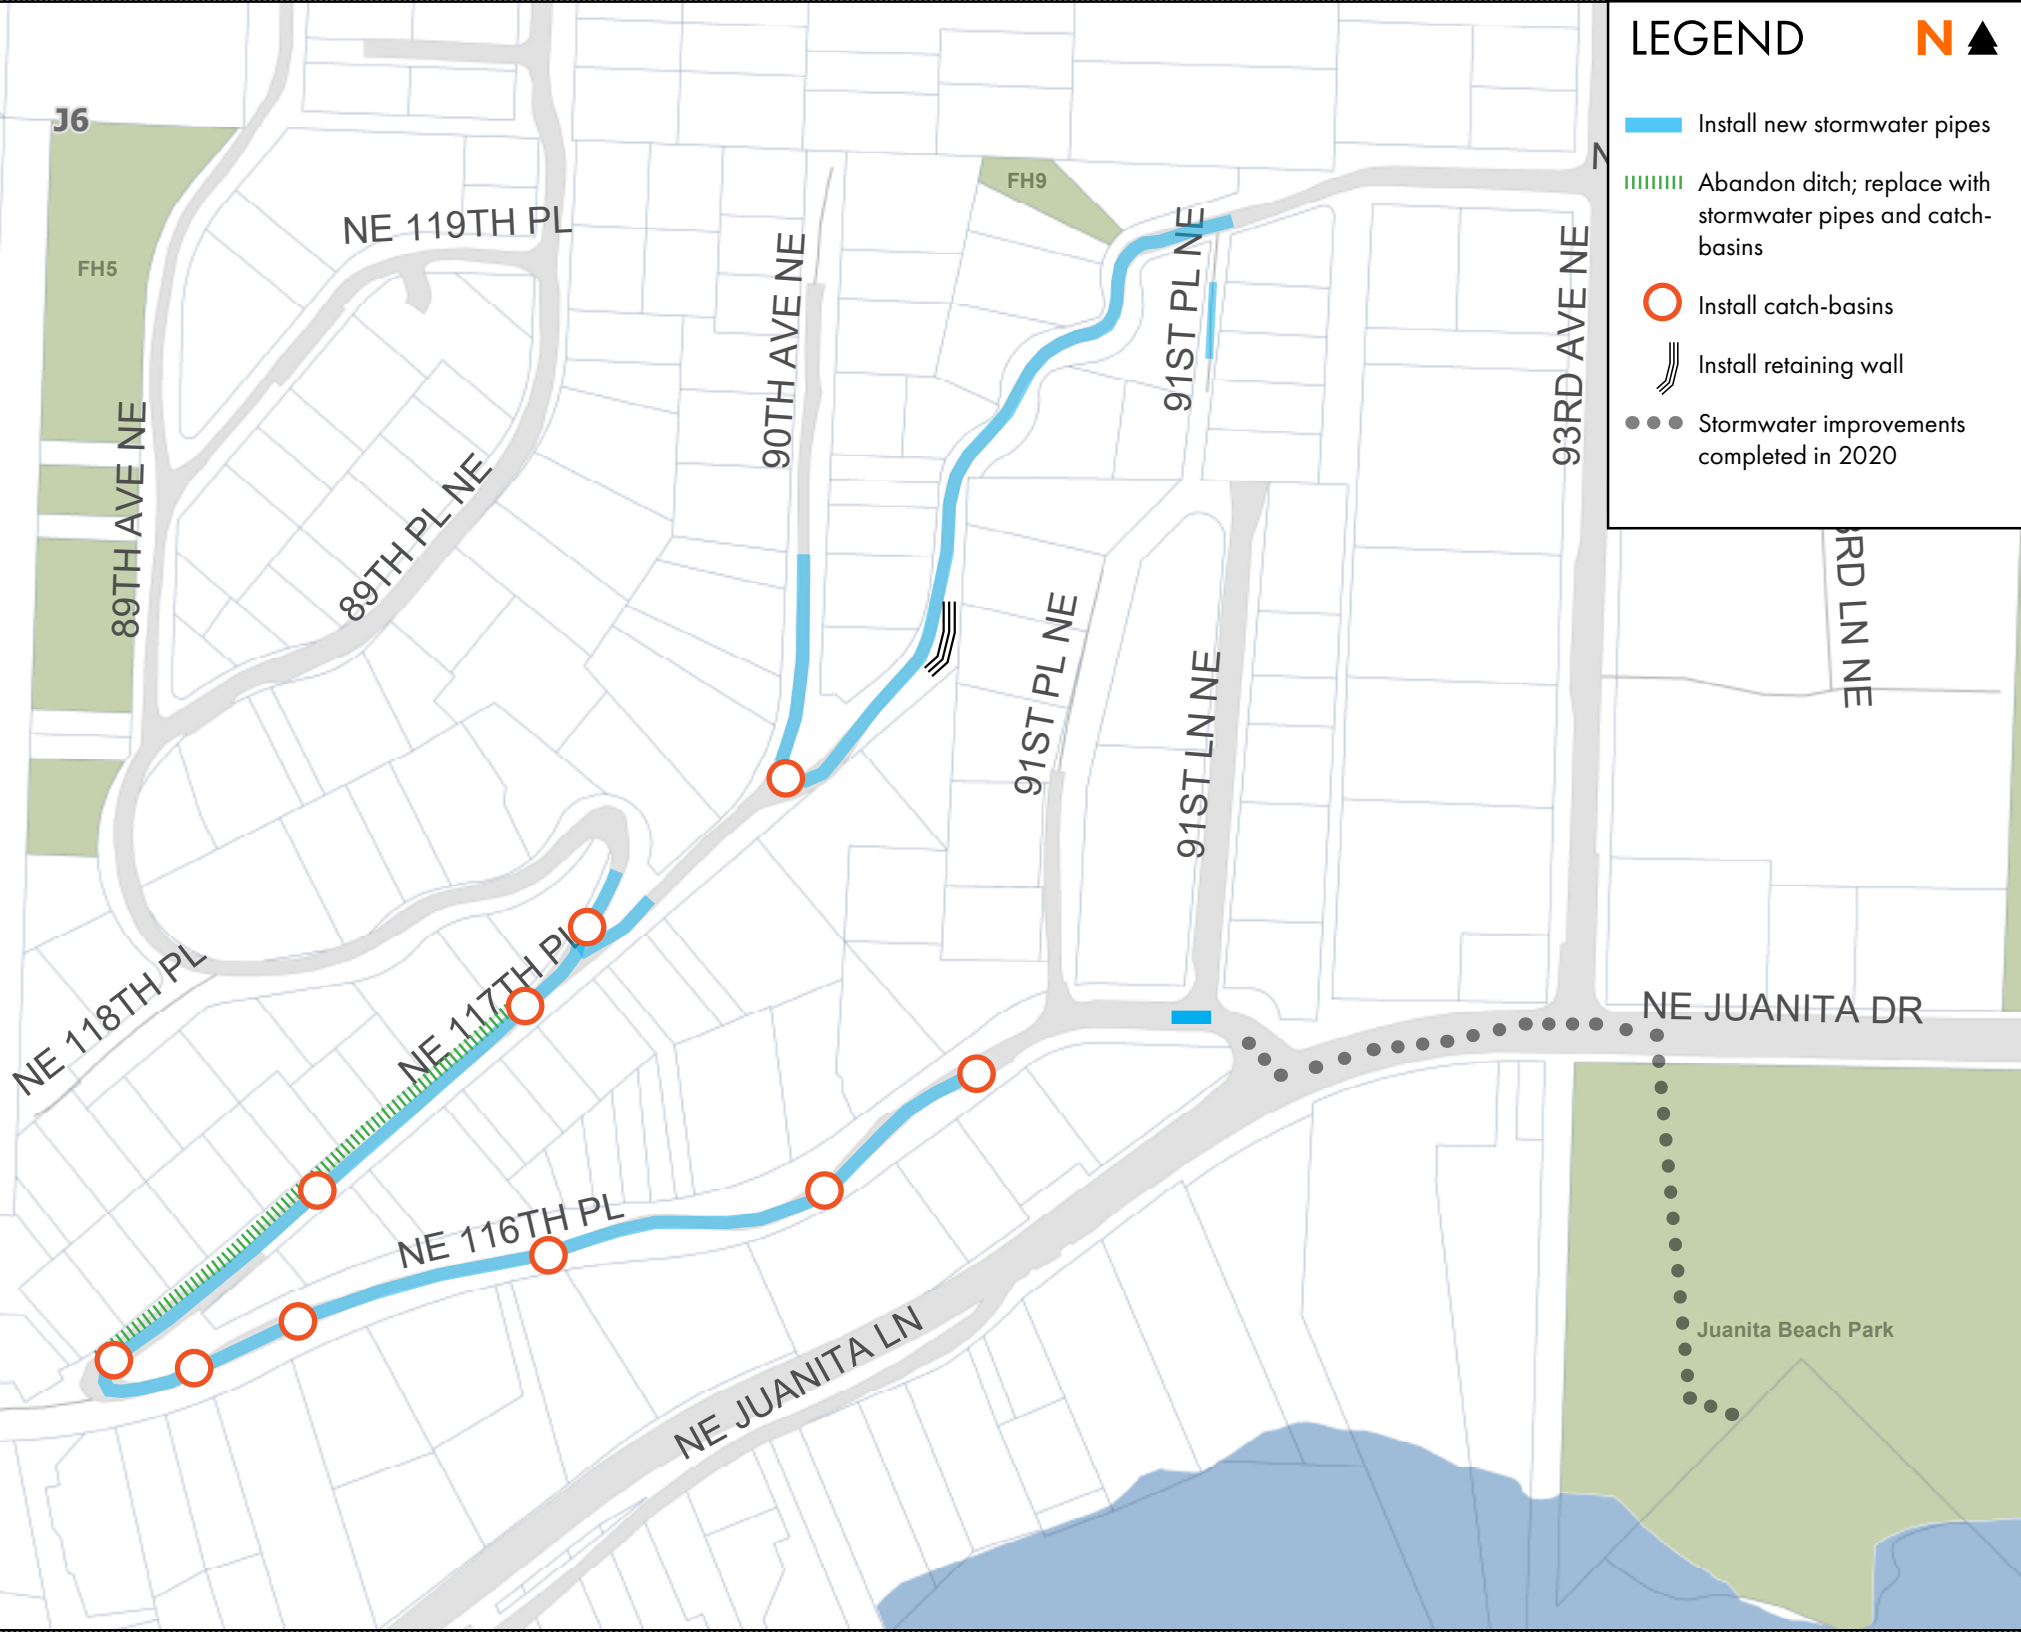 LEGEND
N
Install new stormwater pipes
Abandon ditch; replace with
stormwater pipes and catch-
basins
Install catch-basins
Install retaining wall
Stormwater improvements
completed in 2020
J6
FH5
FH9
N
NE 119TH PL
90TH AVE NE
91ST PL NE
93RD AVE NE
89TH AVE NE
89TH PL NE
RD LN NE
91ST PL NE
91ST LN NE
NE 118TH PL
NE 117TH PL
NE JUANITA DR
NE 116TH PL
NE JUANITA LN
Juanita Beach Park